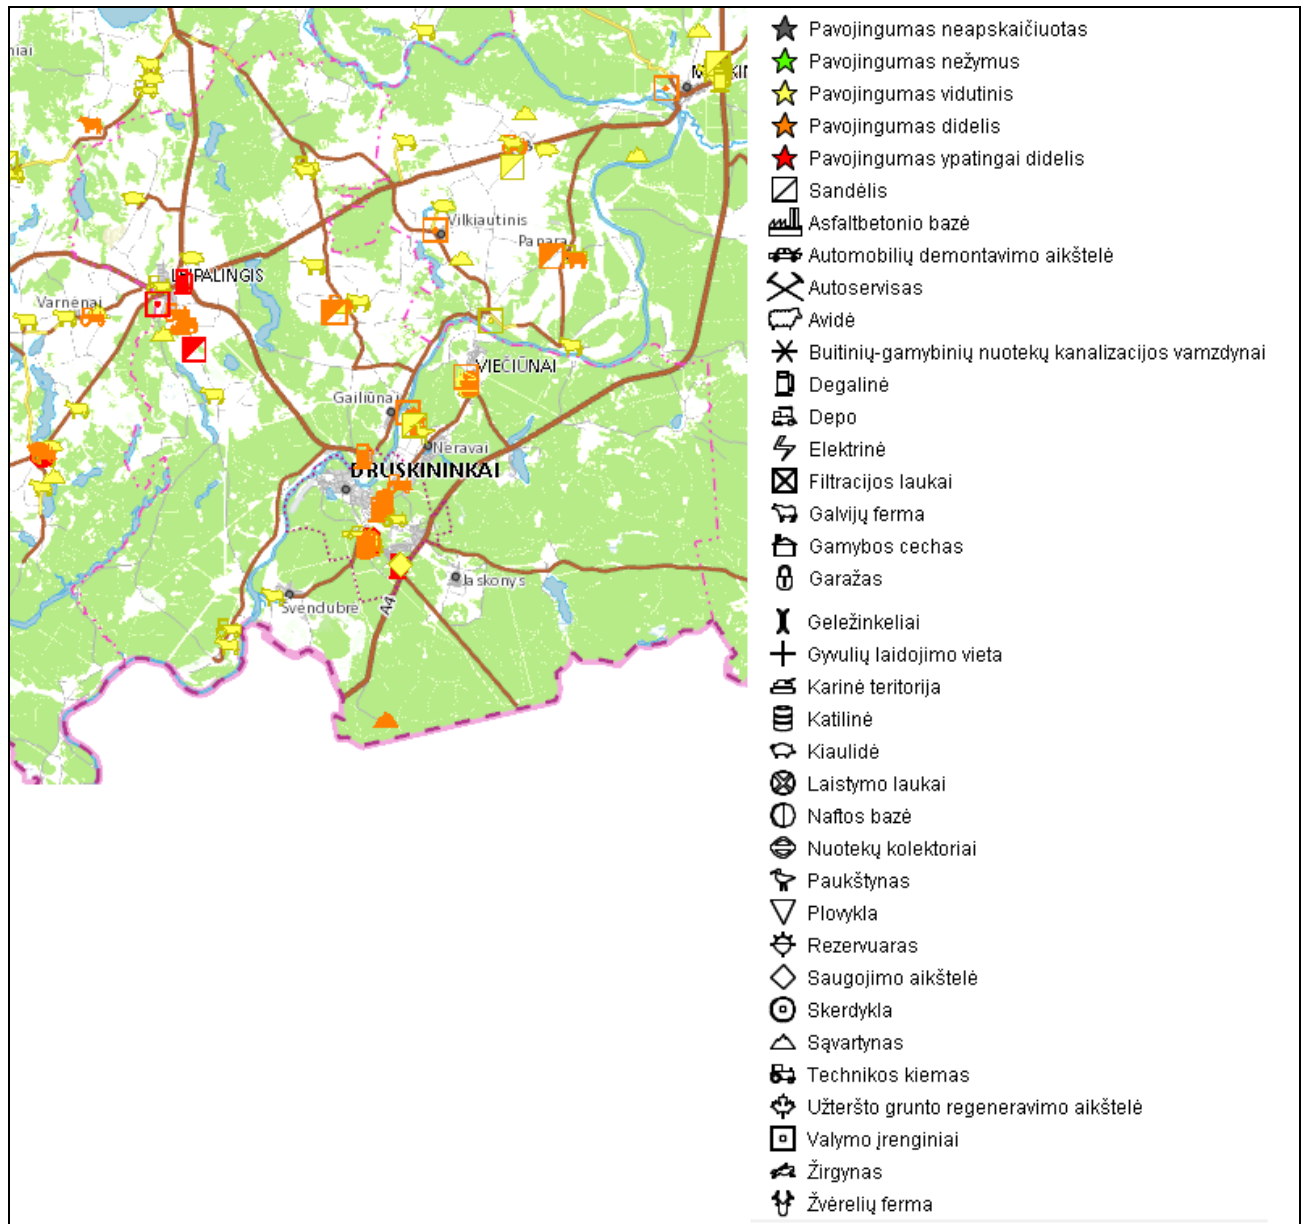 niai
LEIPALINGIS
Varnėnai
Vilkiautinis
VIEČIŪNAI
Gailiūnai
Neravai
DRUSKININKAI
Jaskonys
Švendubrė
A4
Pavojingumas neapskaičiuotas
Pavojingumas nežymus
Pavojingumas vidutinis
Pavojingumas didelis
Pavojingumas ypatingai didelis
Sandėlis
Asfaltbetonio bazė
Automobilių demontavimo aikštelė
Autoservisas
Avidė
Buitinių-gamybinių nuotekų kanalizacijos vamzdynai
Degalinė
Depo
Elektrinė
Filtracijos laukai
Galvijų ferma
Gamybos cechas
Garažas
Geležinkeliai
Gyvulių laidojimo vieta
Karinė teritorija
Katilinė
Kiaulidė
Laistymo laukai
Naftos bazė
Nuotekų kolektoriai
Paukštynas
Plovykla
Rezervuaras
Saugojimo aikštelė
Skerdykla
Sąvartynas
Technikos kiemas
Užteršto grunto regeneravimo aikštelė
Valymo įrenginiai
Žirgynas
Žvėrelių ferma